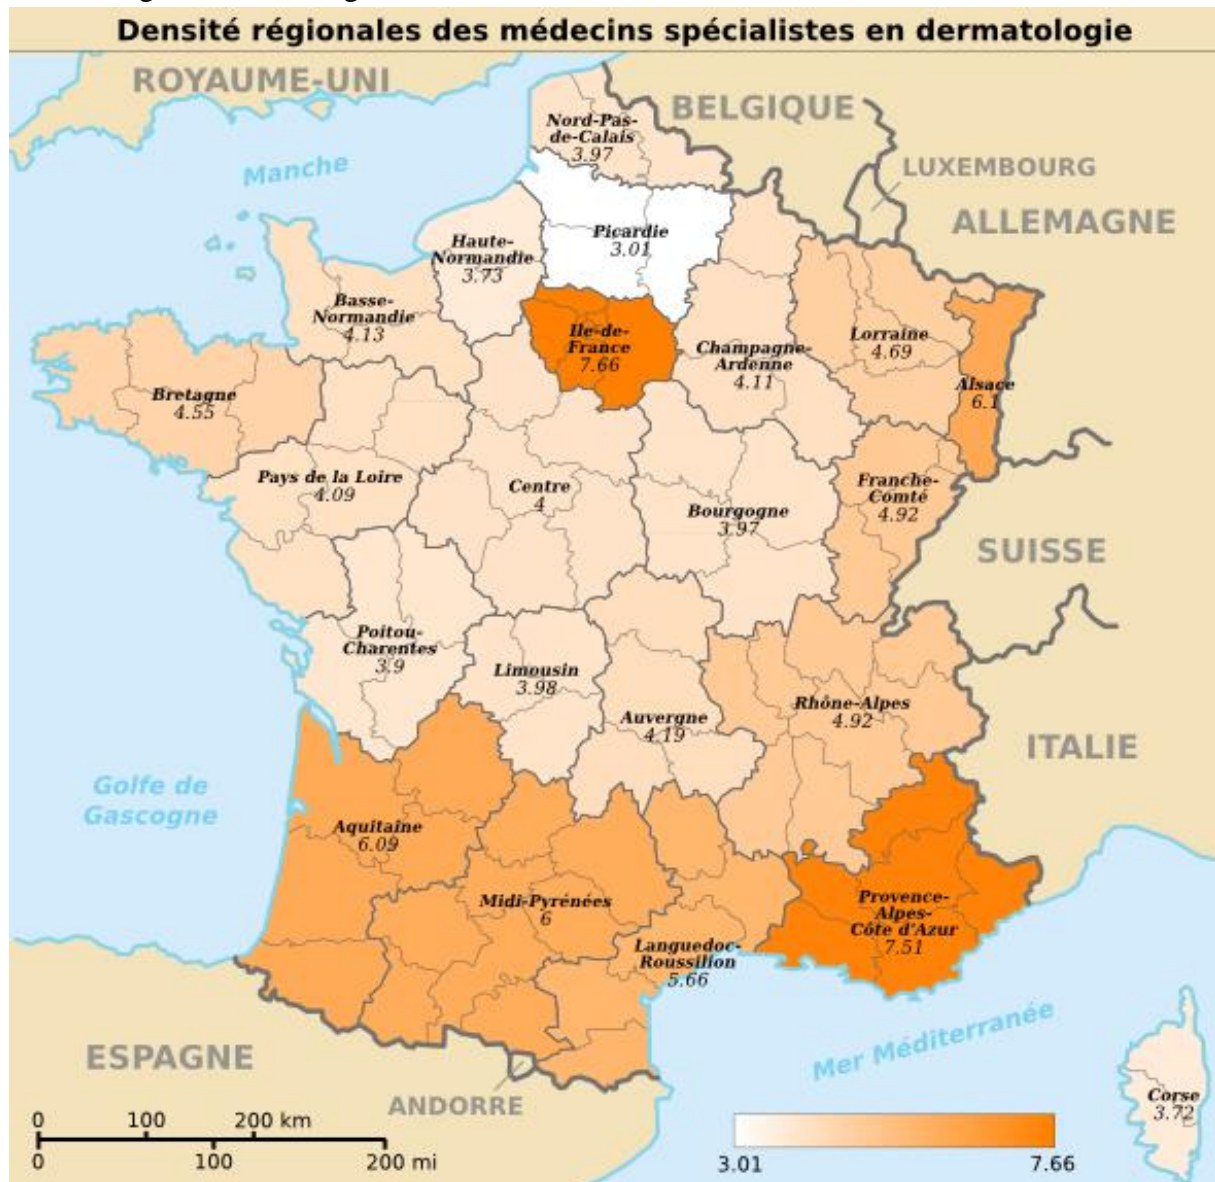 Densité régionales des médecins spécialistes en dermatologie
ROYAUME-UNI
BELGIQUE
LUXEMBOURG
ALLEMAGNE
Manche
Nord-Pas-
de-Calais
3.97
Picardie
3.01
Haute-
Normandie
3.73
Basse-
Normandie
4.13
Ile-de-
France
7.66
Champagne-
Ardenne
4.11
Lorraine
4.69
Alsace
6.1
Bretagne
4.55
Pays de la Loire
4.09
Centre
4
Bourgogne
3.97
Franche-
Comté
4.92
SUISSE
Poitou-
Charentes
3.9
Limousin
3.98
Auvergne
4.19
Rhône-Alpes
4.92
ITALIE
Golfe de
Gascogne
Aquitaine
6.09
Midi-Pyrénées
6
Languedoc-
Roussillon
5.66
Provence-
Alpes-
Côte d'Azur
7.51
Mer Méditerranée
ESPAGNE
ANDORRE
Corse
3.72
0 100 200 km
0 100 200 mi
3.01 7.66